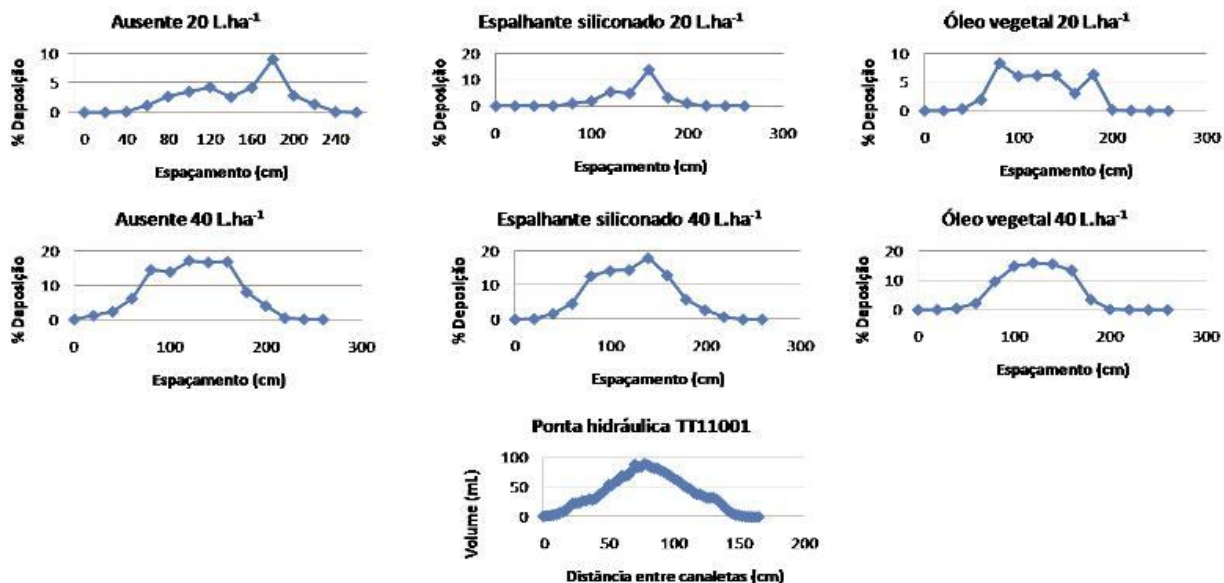 Ausente 20 L.ha⁻¹
% Deposição
10
5
0
0 40 80 120 160 200 240
Espaçamento (cm)
Espalhante siliconado 20 L.ha⁻¹
% Deposição
20
10
0
0 100 200 300
Espaçamento (cm)
Óleo vegetal 20 L.ha⁻¹
% Deposição
10
5
0
0 100 200 300
Espaçamento (cm)
Ausente 40 L.ha⁻¹
% Deposição
20
10
0
0 100 200 300
Espaçamento (cm)
Espalhante siliconado 40 L.ha⁻¹
% Deposição
20
10
0
0 100 200 300
Espaçamento (cm)
Óleo vegetal 40 L.ha⁻¹
% Deposição
20
10
0
0 100 200 300
Espaçamento (cm)
Ponta hidráulica TT11001
Volume (mL)
100
50
0
0 50 100 150 200
Distância entre canaletas (cm)